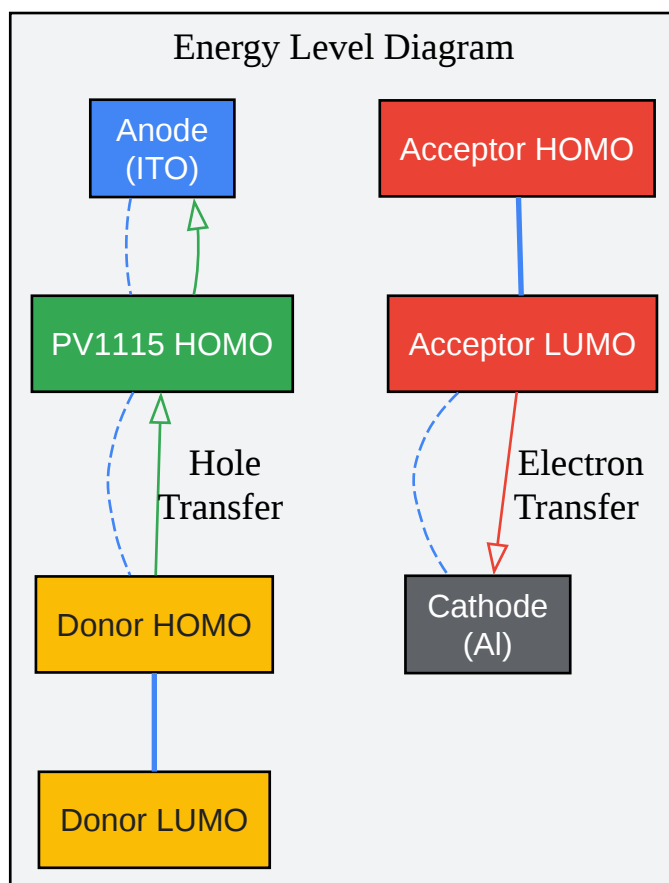 Energy Level Diagram
Anode
(ITO)
Acceptor HOMO
PV1115 HOMO
Acceptor LUMO
Hole
Transfer
Electron
Transfer
Donor HOMO
Cathode
(Al)
Donor LUMO